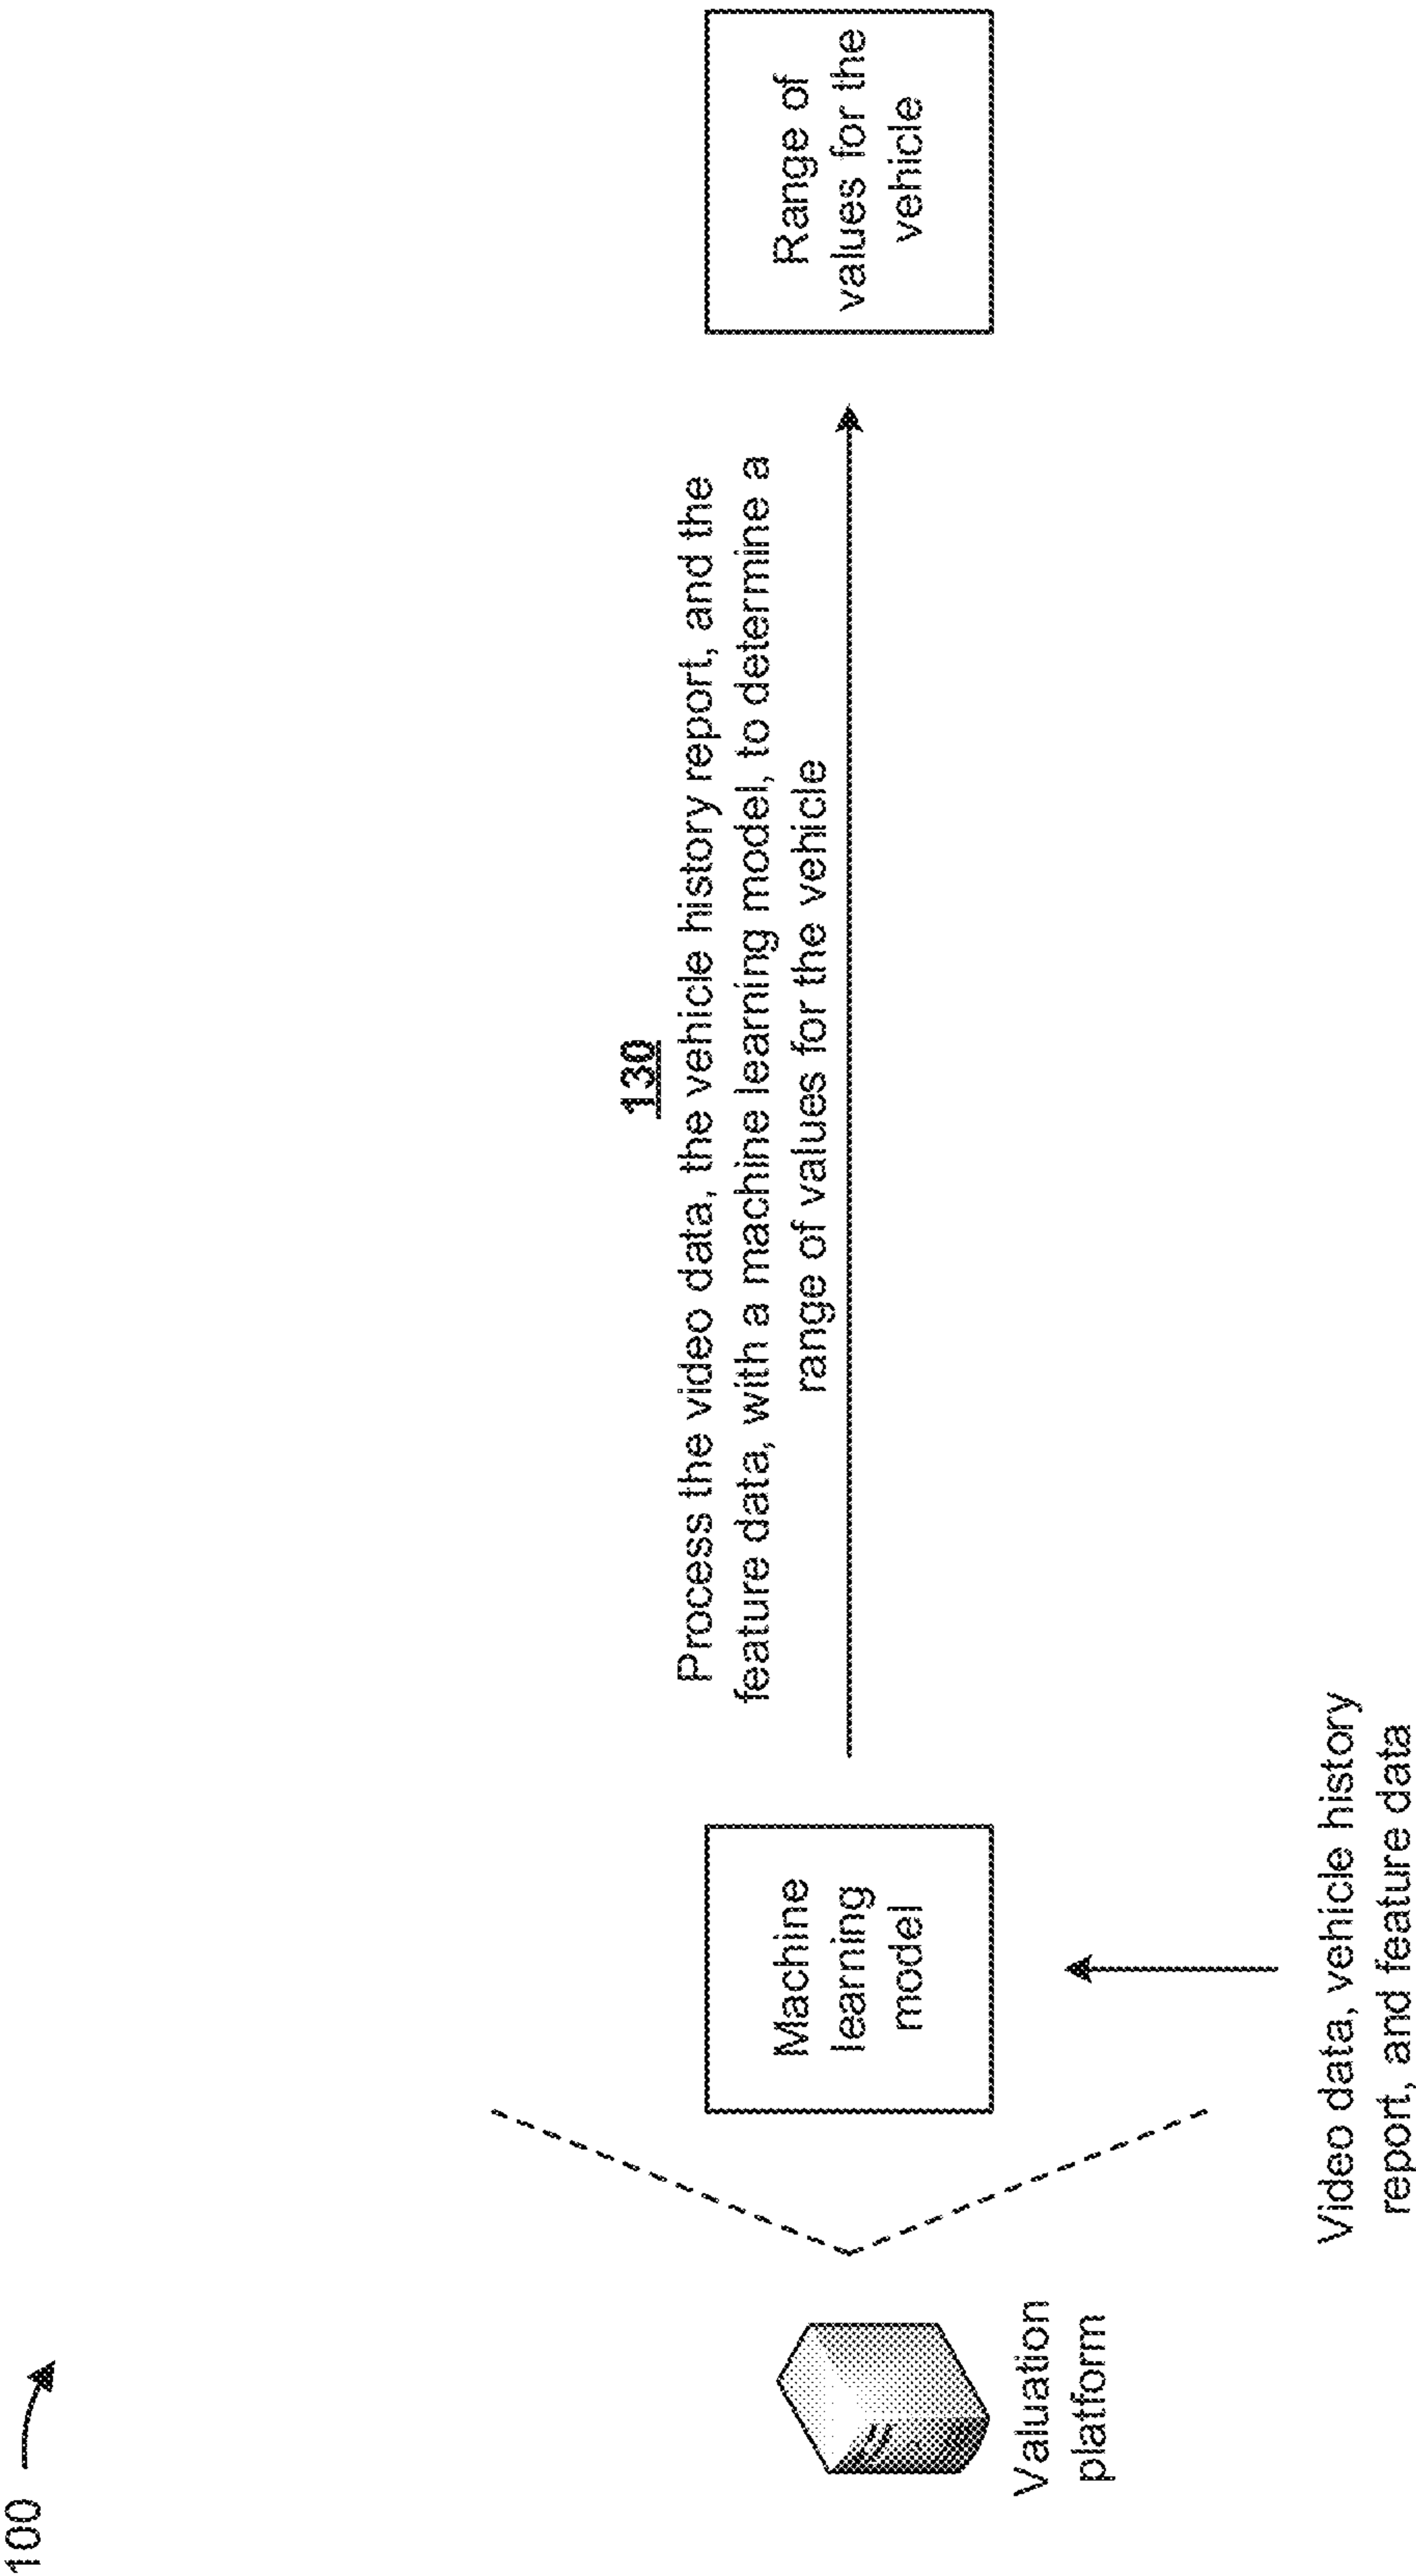 100
130
Process the video data, the vehicle history report, and the
feature data, with a machine learning model, to determine a
range of values for the vehicle
Valuation
platform
Machine
learning
model
Range of
values for the
vehicle
Video data, vehicle history
report, and feature data